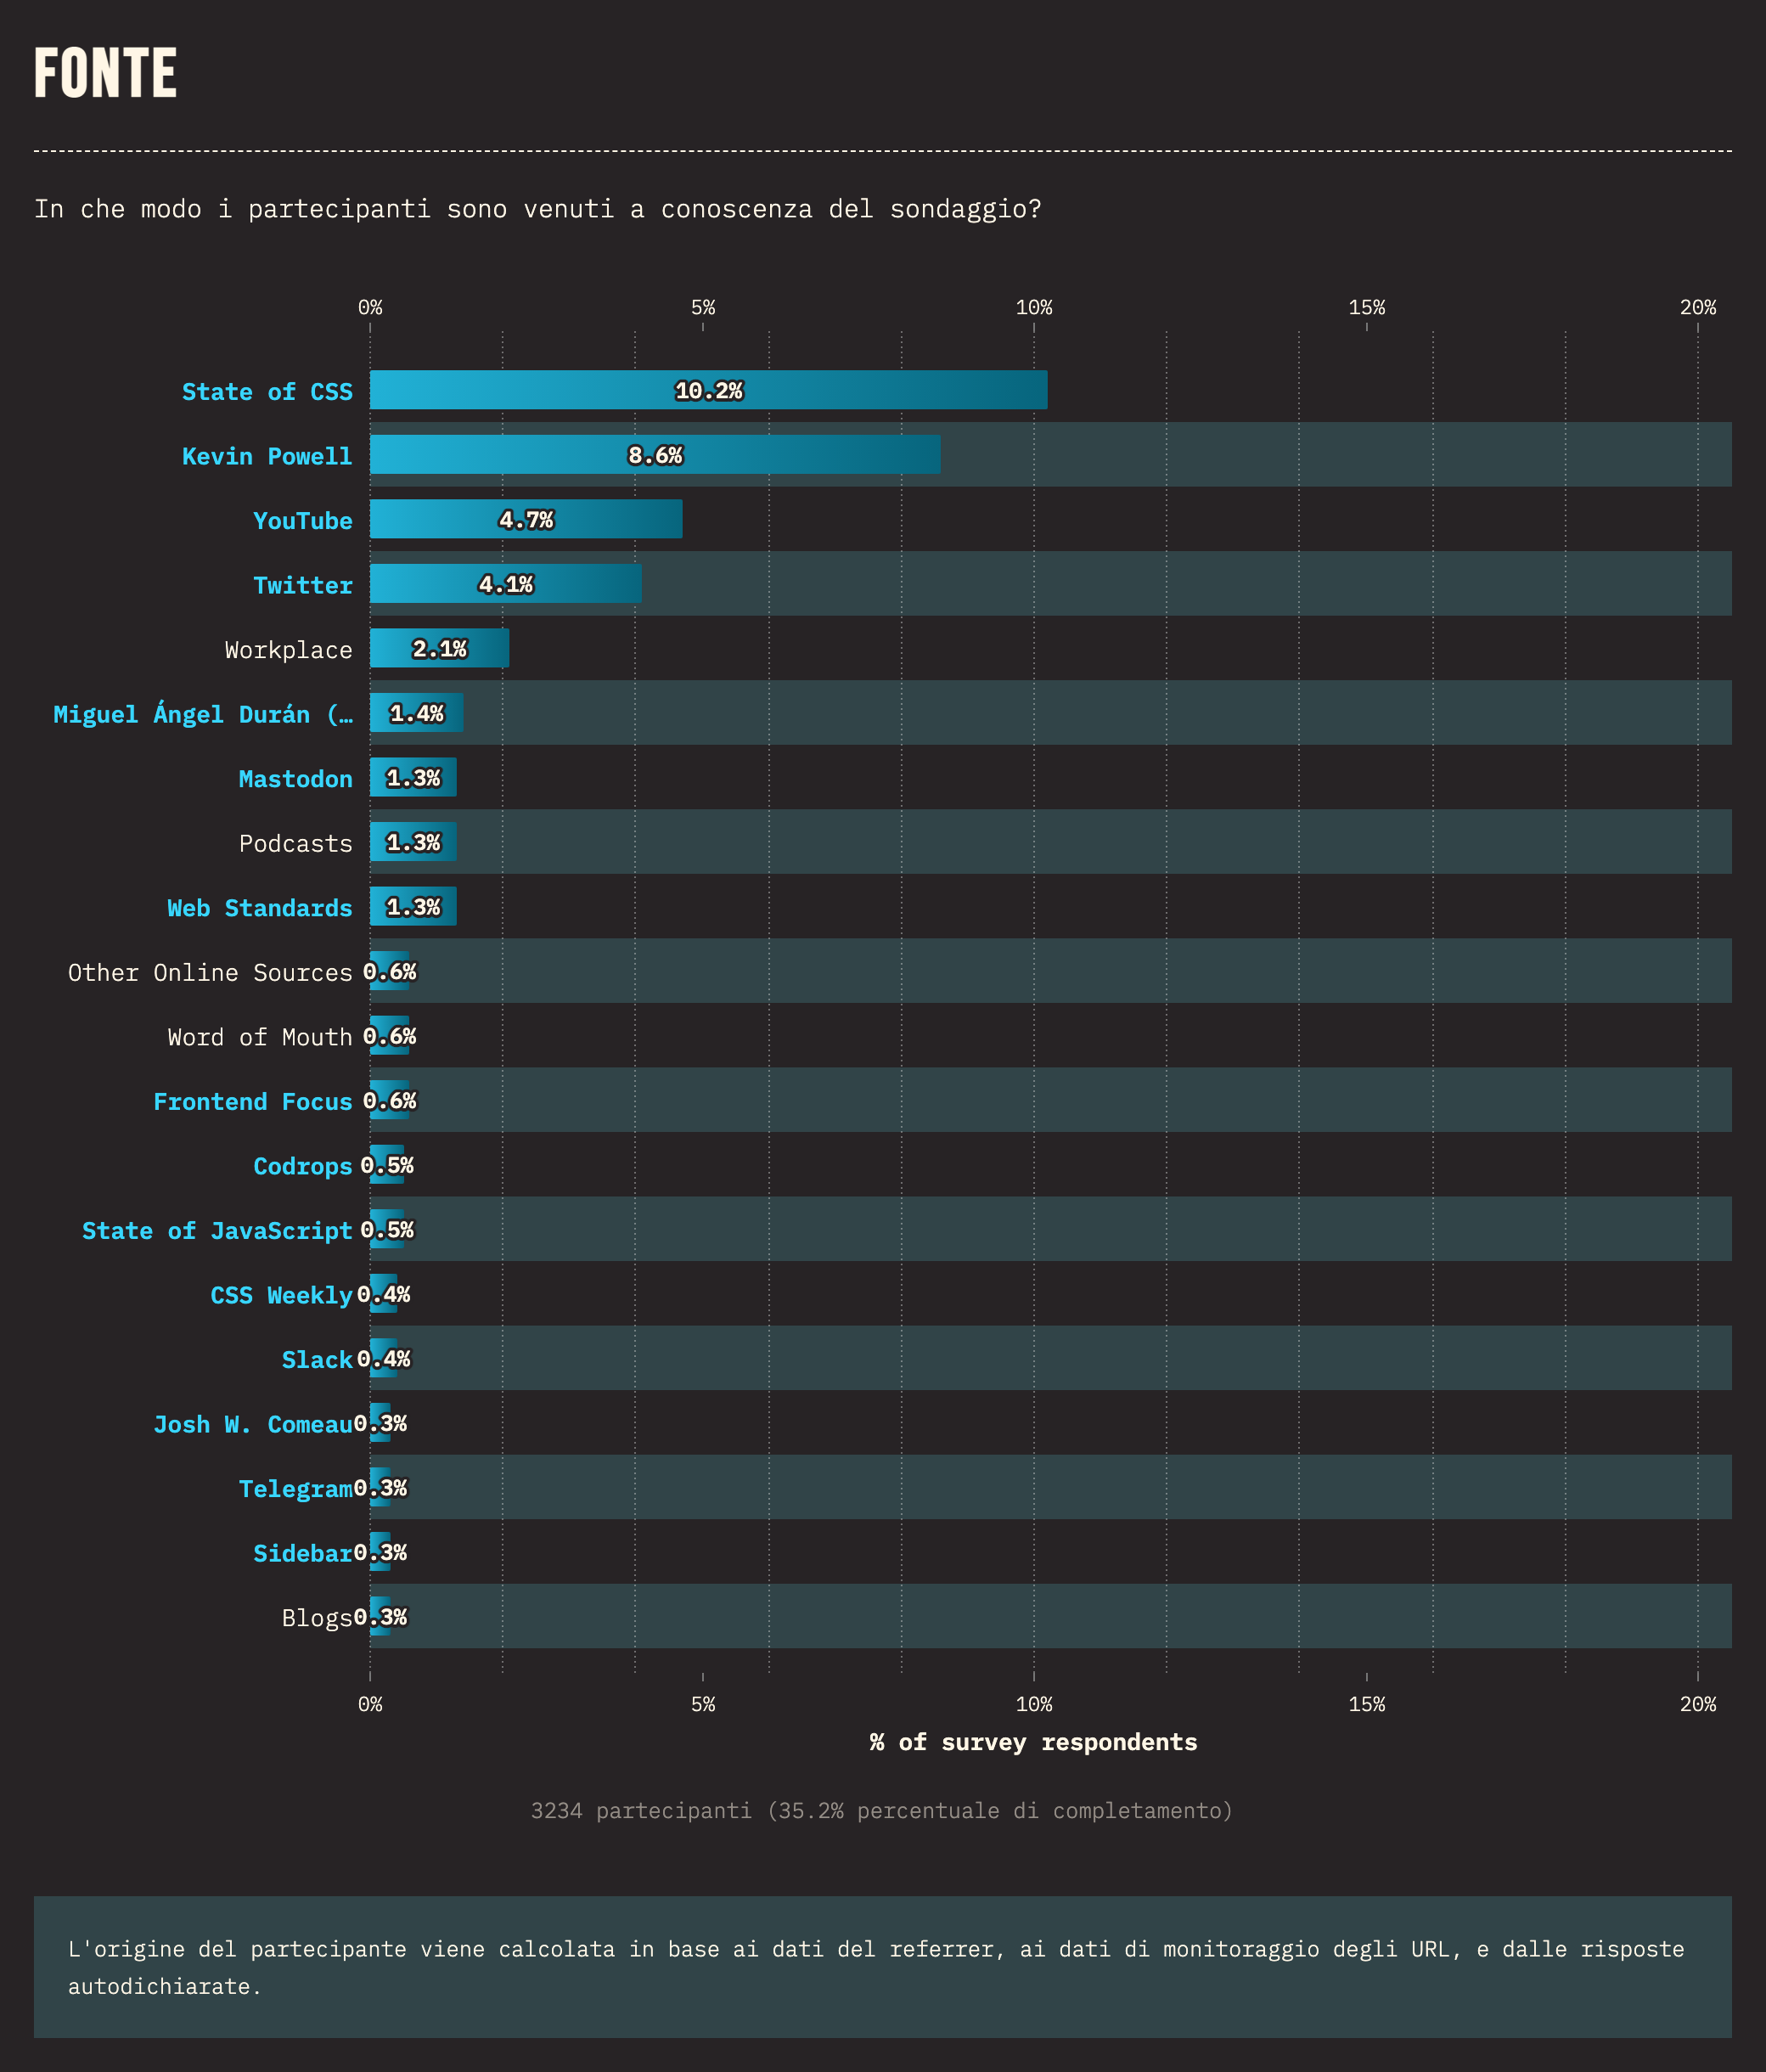 FONTE
In che modo i partecipanti sono venuti a conoscenza del sondaggio?
0% 5% 10% 15% 20%
State of CSS 10.2%
Kevin Powell 8.6%
YouTube 4.7%
Twitter 4.1%
Workplace 2.1%
Miguel Ángel Durán (… 1.4%
Mastodon 1.3%
Podcasts 1.3%
Web Standards 1.3%
Other Online Sources 0.6%
Word of Mouth 0.6%
Frontend Focus 0.6%
Codrops 0.5%
State of JavaScript 0.5%
CSS Weekly 0.4%
Slack 0.4%
Josh W. Comeau 0.3%
Telegram 0.3%
Sidebar 0.3%
Blogs 0.3%
0% 5% 10% 15% 20%
% of survey respondents
3234 partecipanti (35.2% percentuale di completamento)
L'origine del partecipante viene calcolata in base ai dati del referrer, ai dati di monitoraggio degli URL, e dalle risposte
autodichiarate.